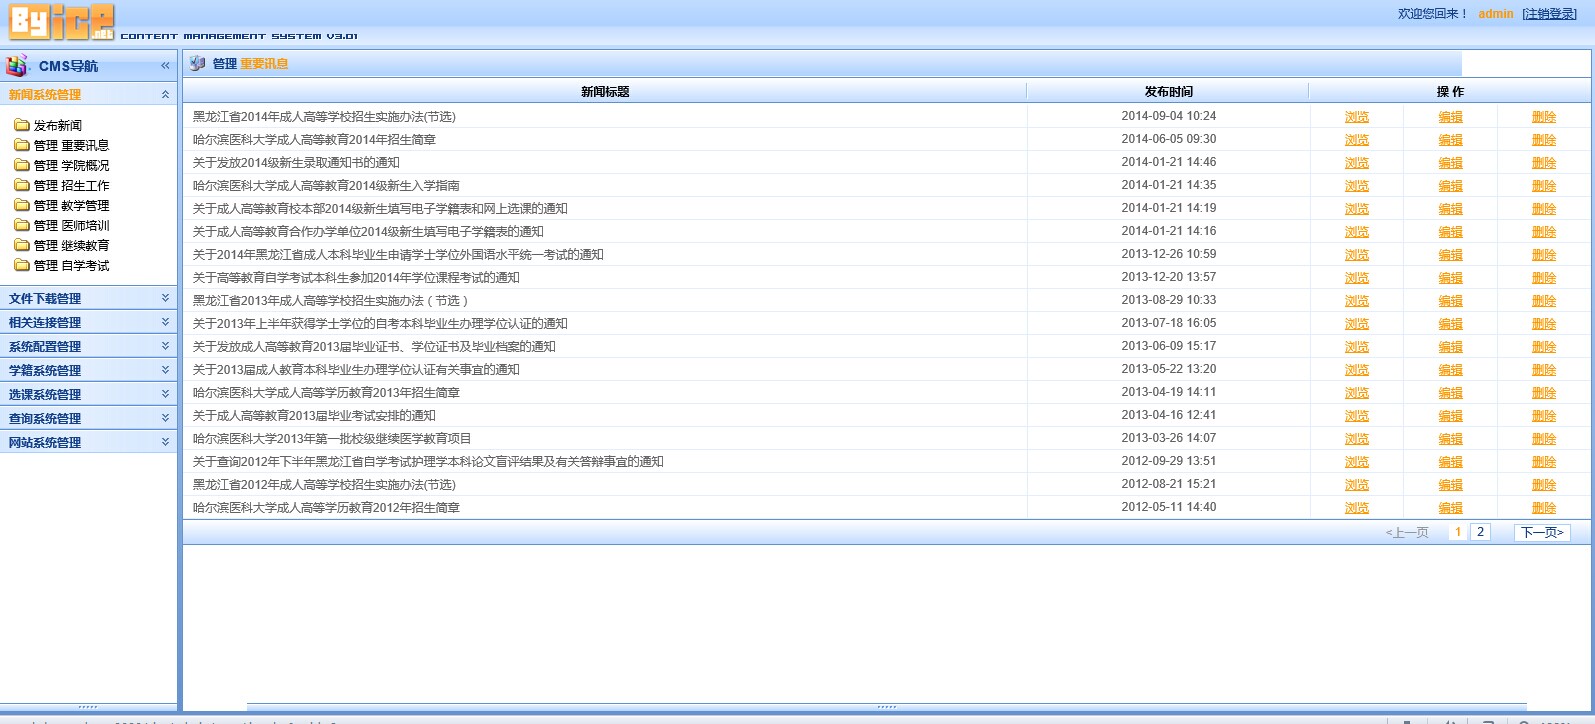 Byice.net CONTENT MANAGEMENT SYSTEM V3.01
欢迎您回来！ admin [注销登录]
CMS导航
新闻系统管理
发布新闻
管理 重要讯息
管理 学院概况
管理 招生工作
管理 教学管理
管理 医师培训
管理 继续教育
管理 自学考试
文件下载管理
相关连接管理
系统配置管理
学籍系统管理
选课系统管理
查询系统管理
网站系统管理
管理 重要讯息
新闻标题 发布时间 操 作
黑龙江省2014年成人高等学校招生实施办法(节选) 2014-09-04 10:24 浏览 编辑 删除
哈尔滨医科大学成人高等教育2014年招生简章 2014-06-05 09:30 浏览 编辑 删除
关于发放2014级新生录取通知书的通知 2014-01-21 14:46 浏览 编辑 删除
哈尔滨医科大学成人高等教育2014级新生入学指南 2014-01-21 14:35 浏览 编辑 删除
关于成人高等教育校本部2014级新生填写电子学籍表和网上选课的通知 2014-01-21 14:19 浏览 编辑 删除
关于成人高等教育合作办学单位2014级新生填写电子学籍表的通知 2014-01-21 14:16 浏览 编辑 删除
关于2014年黑龙江省成人本科毕业生申请学士学位外国语水平统一考试的通知 2013-12-26 10:59 浏览 编辑 删除
关于高等教育自学考试本科生参加2014年学位课程考试的通知 2013-12-20 13:57 浏览 编辑 删除
黑龙江省2013年成人高等学校招生实施办法（节选） 2013-08-29 10:33 浏览 编辑 删除
关于2013年上半年获得学士学位的自考本科毕业生办理学位认证的通知 2013-07-18 16:05 浏览 编辑 删除
关于发放成人高等教育2013届毕业证书、学位证书及毕业档案的通知 2013-06-09 15:17 浏览 编辑 删除
关于2013届成人教育本科毕业生办理学位认证有关事宜的通知 2013-05-22 13:20 浏览 编辑 删除
哈尔滨医科大学成人高等学历教育2013年招生简章 2013-04-19 14:11 浏览 编辑 删除
关于成人高等教育2013届毕业考试安排的通知 2013-04-16 12:41 浏览 编辑 删除
哈尔滨医科大学2013年第一批校级继续医学教育项目 2013-03-26 14:07 浏览 编辑 删除
关于查询2012年下半年黑龙江省自学考试护理学本科论文盲评结果及有关答辩事宜的通知 2012-09-29 13:51 浏览 编辑 删除
黑龙江省2012年成人高等学校招生实施办法(节选) 2012-08-21 15:21 浏览 编辑 删除
哈尔滨医科大学成人高等学历教育2012年招生简章 2012-05-11 14:40 浏览 编辑 删除
<上一页 1 2 下一页>